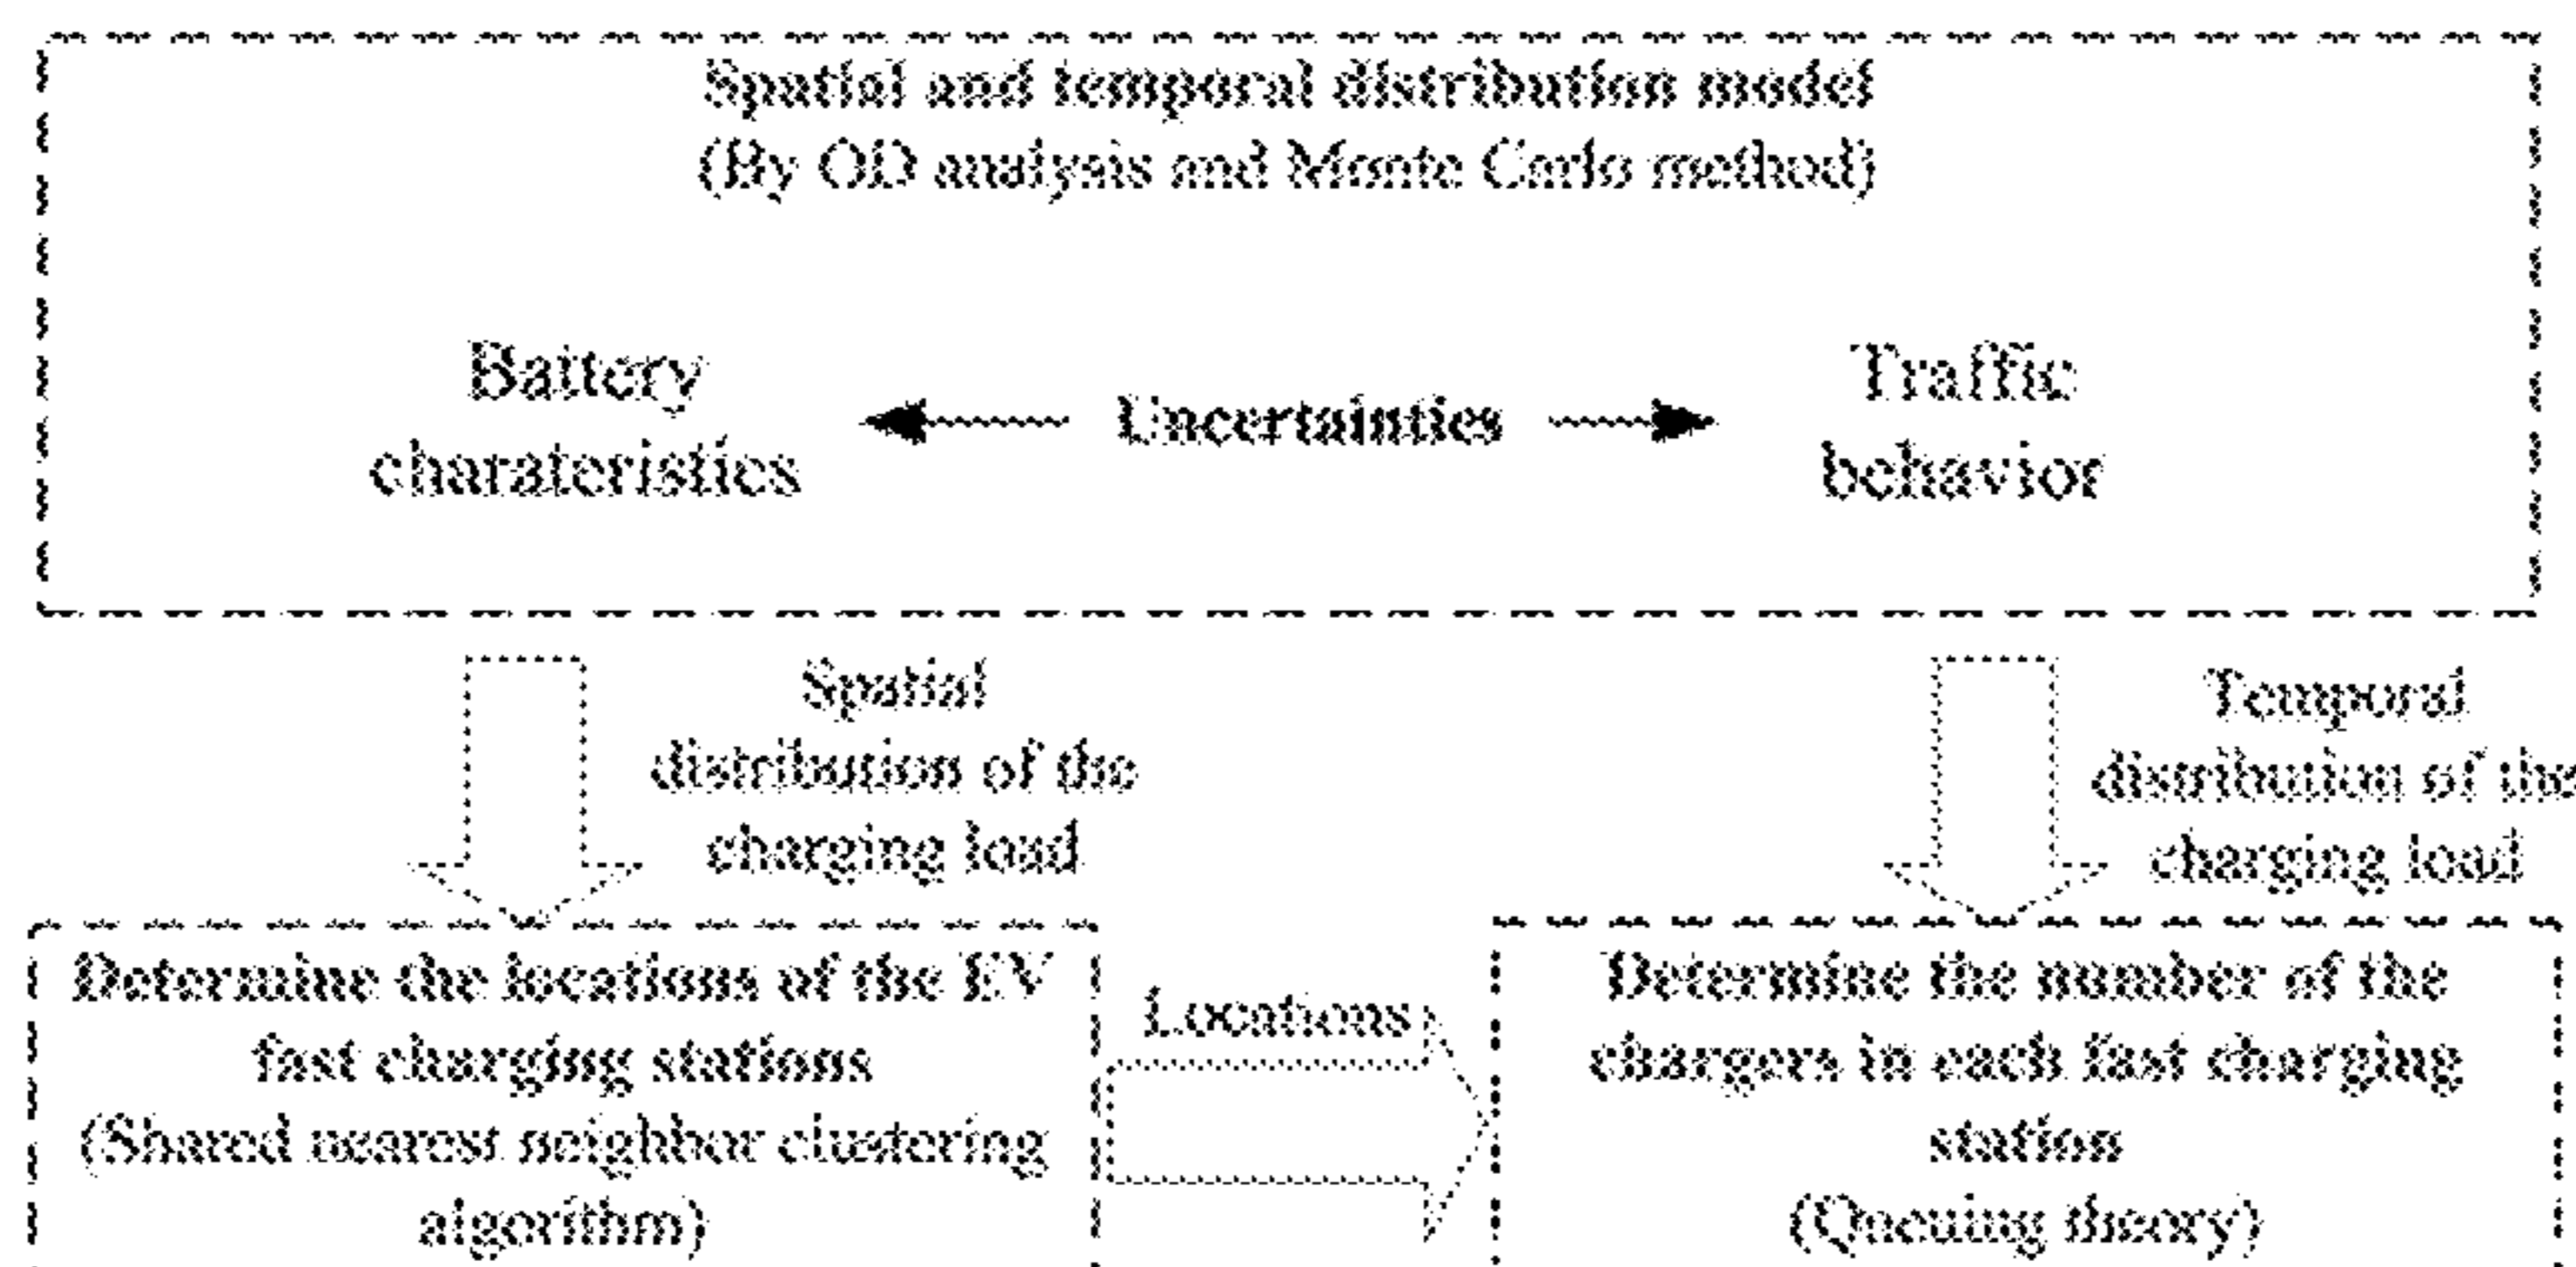 Spatial and temporal distribution model
(By OD analysis and Monte Carlo method)
Battery
charateristics
Uncertainties
Traffic
behavior
Spatial
distribution of the
charging load
Temporal
distribution of the
charging load
Determine the locations of the EV
fast charging stations
(Shared nearest neighbor clustering
algorithm)
Locations
Determine the number of the
chargers in each fast charging
station
(Queuing theory)